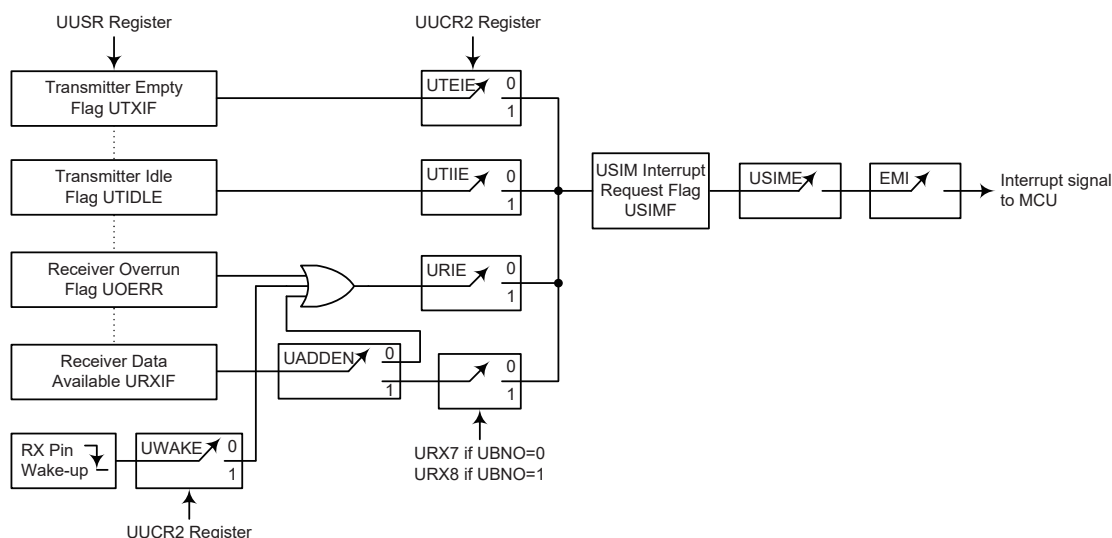 UUSR Register
UUCR2 Register
Transmitter Empty
Flag UTXIF
UTEIE
0
1
Transmitter Idle
Flag UTIDLE
UTIIE
0
1
USIM Interrupt
Request Flag
USIMF
USIME
EMI
Interrupt signal
to MCU
Receiver Overrun
Flag UOERR
URIE
0
1
Receiver Data
Available URXIF
UADDEN
0
1
0
1
RX Pin
Wake-up
UWAKE
0
1
URX7 if UBNO=0
URX8 if UBNO=1
UUCR2 Register